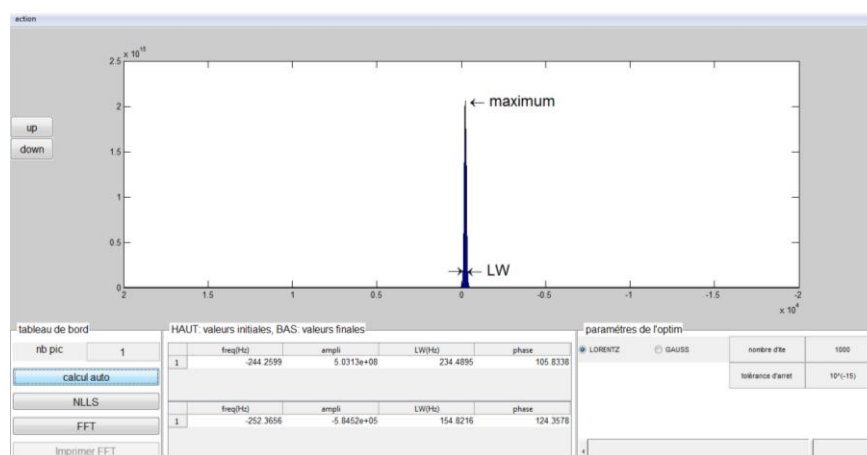 action
x 10^15
2.5
2
1.5
1
0.5
0
up
down
← maximum
→ ← LW
2 1.5 1 0.5 0 -0.5 -1 -1.5 -2
x 10^4
tableau de bord
nb pic 1
calcul auto
NLLS
FFT
Imprimer FFT
HAUT: valeurs initiales, BAS: valeurs finales
freq(Hz) ampli LW(Hz) phase
1 -244.2599 5.0313e+08 234.4895 105.8338
freq(Hz) ampli LW(Hz) phase
1 -252.3656 -5.8452e+05 154.8216 124.3578
paramétres de l'optim
LORENTZ GAUSS
nombre d'ite 1000
tolérance d'arret 10^(-15)